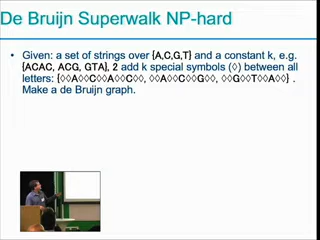 De Bruijn Superwalk NP-hard
• Given: a set of strings over {A,C,G,T} and a constant k, e.g.
{ACAC, ACG, GTA}, 2 add k special symbols (◊) between all
letters: {◊◊A◊◊C◊◊A◊◊C◊◊, ◊◊A◊◊C◊◊G◊◊, ◊◊G◊◊T◊◊A◊◊} .
Make a de Bruijn graph.